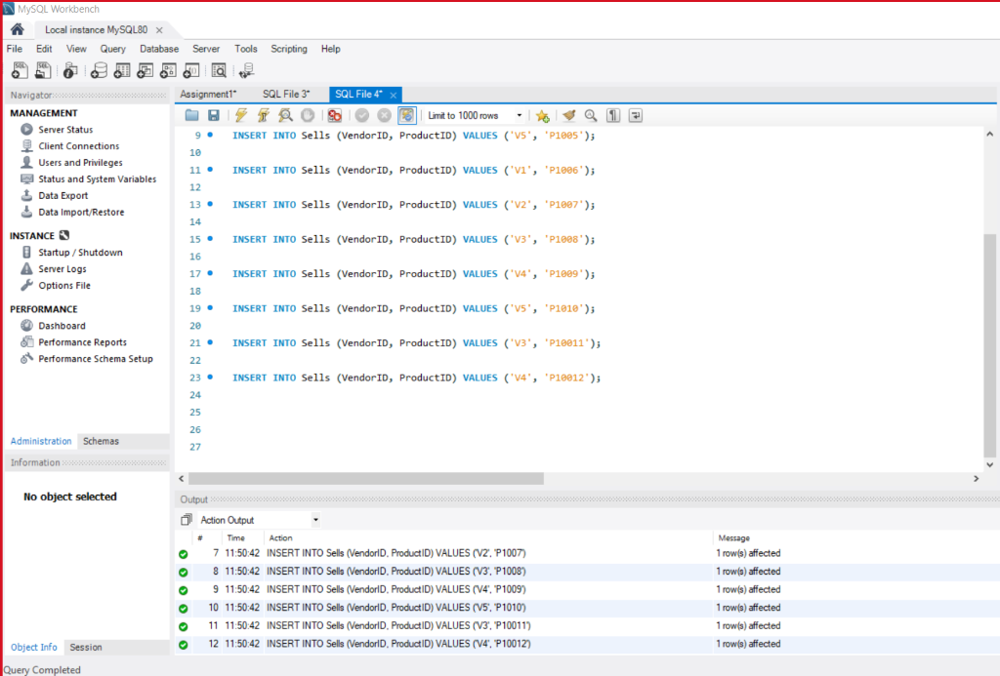 MySQL Workbench
Local instance MySQL80
File Edit View Query Database Server Tools Scripting Help
Navigator
MANAGEMENT
Server Status
Client Connections
Users and Privileges
Status and System Variables
Data Export
Data Import/Restore
INSTANCE
Startup / Shutdown
Server Logs
Options File
PERFORMANCE
Dashboard
Performance Reports
Performance Schema Setup
Administration Schemas
Information
No object selected
Object Info Session
Query Completed
Assignment1* SQL File 3* SQL File 4*
Limit to 1000 rows
9 INSERT INTO Sells (VendorID, ProductID) VALUES ('V5', 'P1005');
10
11 INSERT INTO Sells (VendorID, ProductID) VALUES ('V1', 'P1006');
12
13 INSERT INTO Sells (VendorID, ProductID) VALUES ('V2', 'P1007');
14
15 INSERT INTO Sells (VendorID, ProductID) VALUES ('V3', 'P1008');
16
17 INSERT INTO Sells (VendorID, ProductID) VALUES ('V4', 'P1009');
18
19 INSERT INTO Sells (VendorID, ProductID) VALUES ('V5', 'P1010');
20
21 INSERT INTO Sells (VendorID, ProductID) VALUES ('V3', 'P10011');
22
23 INSERT INTO Sells (VendorID, ProductID) VALUES ('V4', 'P10012');
24
25
26
27
Output
Action Output
# Time Action Message
7 11:50:42 INSERT INTO Sells (VendorID, ProductID) VALUES ('V2', 'P1007') 1 row(s) affected
8 11:50:42 INSERT INTO Sells (VendorID, ProductID) VALUES ('V3', 'P1008') 1 row(s) affected
9 11:50:42 INSERT INTO Sells (VendorID, ProductID) VALUES ('V4', 'P1009') 1 row(s) affected
10 11:50:42 INSERT INTO Sells (VendorID, ProductID) VALUES ('V5', 'P1010') 1 row(s) affected
11 11:50:42 INSERT INTO Sells (VendorID, ProductID) VALUES ('V3', 'P10011') 1 row(s) affected
12 11:50:42 INSERT INTO Sells (VendorID, ProductID) VALUES ('V4', 'P10012') 1 row(s) affected